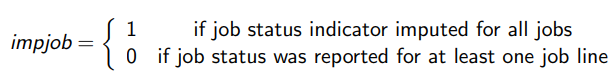 impjob = { 1 if job status indicator imputed for all jobs
0 if job status was reported for at least one job line